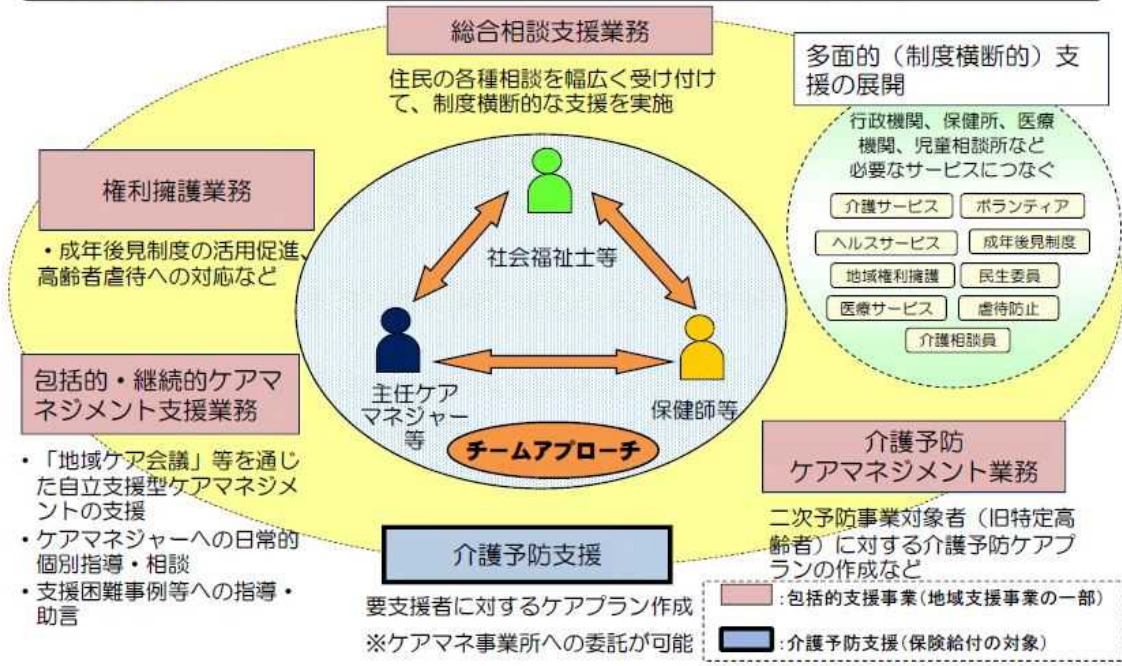 総合相談支援業務
住民の各種相談を幅広く受け付け
て、制度横断的な支援を実施
多面的（制度横断的）支
援の展開
行政機関、保健所、医療
機関、児童相談所など
必要なサービスにつなぐ
介護サービス
ボランティア
ヘルスサービス
成年後見制度
地域権利擁護
民生委員
医療サービス
虐待防止
介護相談員
権利擁護業務
・成年後見制度の活用促進、
高齢者虐待への対応など
社会福祉士等
主任ケア
マネジャー
等
保健師等
チームアプローチ
包括的・継続的ケアマ
ネジメント支援業務
・「地域ケア会議」等を通じ
た自立支援型ケアマネジメ
ントの支援
・ケアマネジャーへの日常的
個別指導・相談
・支援困難事例等への指導・
助言
介護予防
ケアマネジメント業務
二次予防事業対象者（旧特定高
齢者）に対する介護予防ケアプ
ランの作成など
介護予防支援
要支援者に対するケアプラン作成
※ケアマネ事業所への委託が可能
:包括的支援事業(地域支援事業の一部)
:介護予防支援(保険給付の対象)